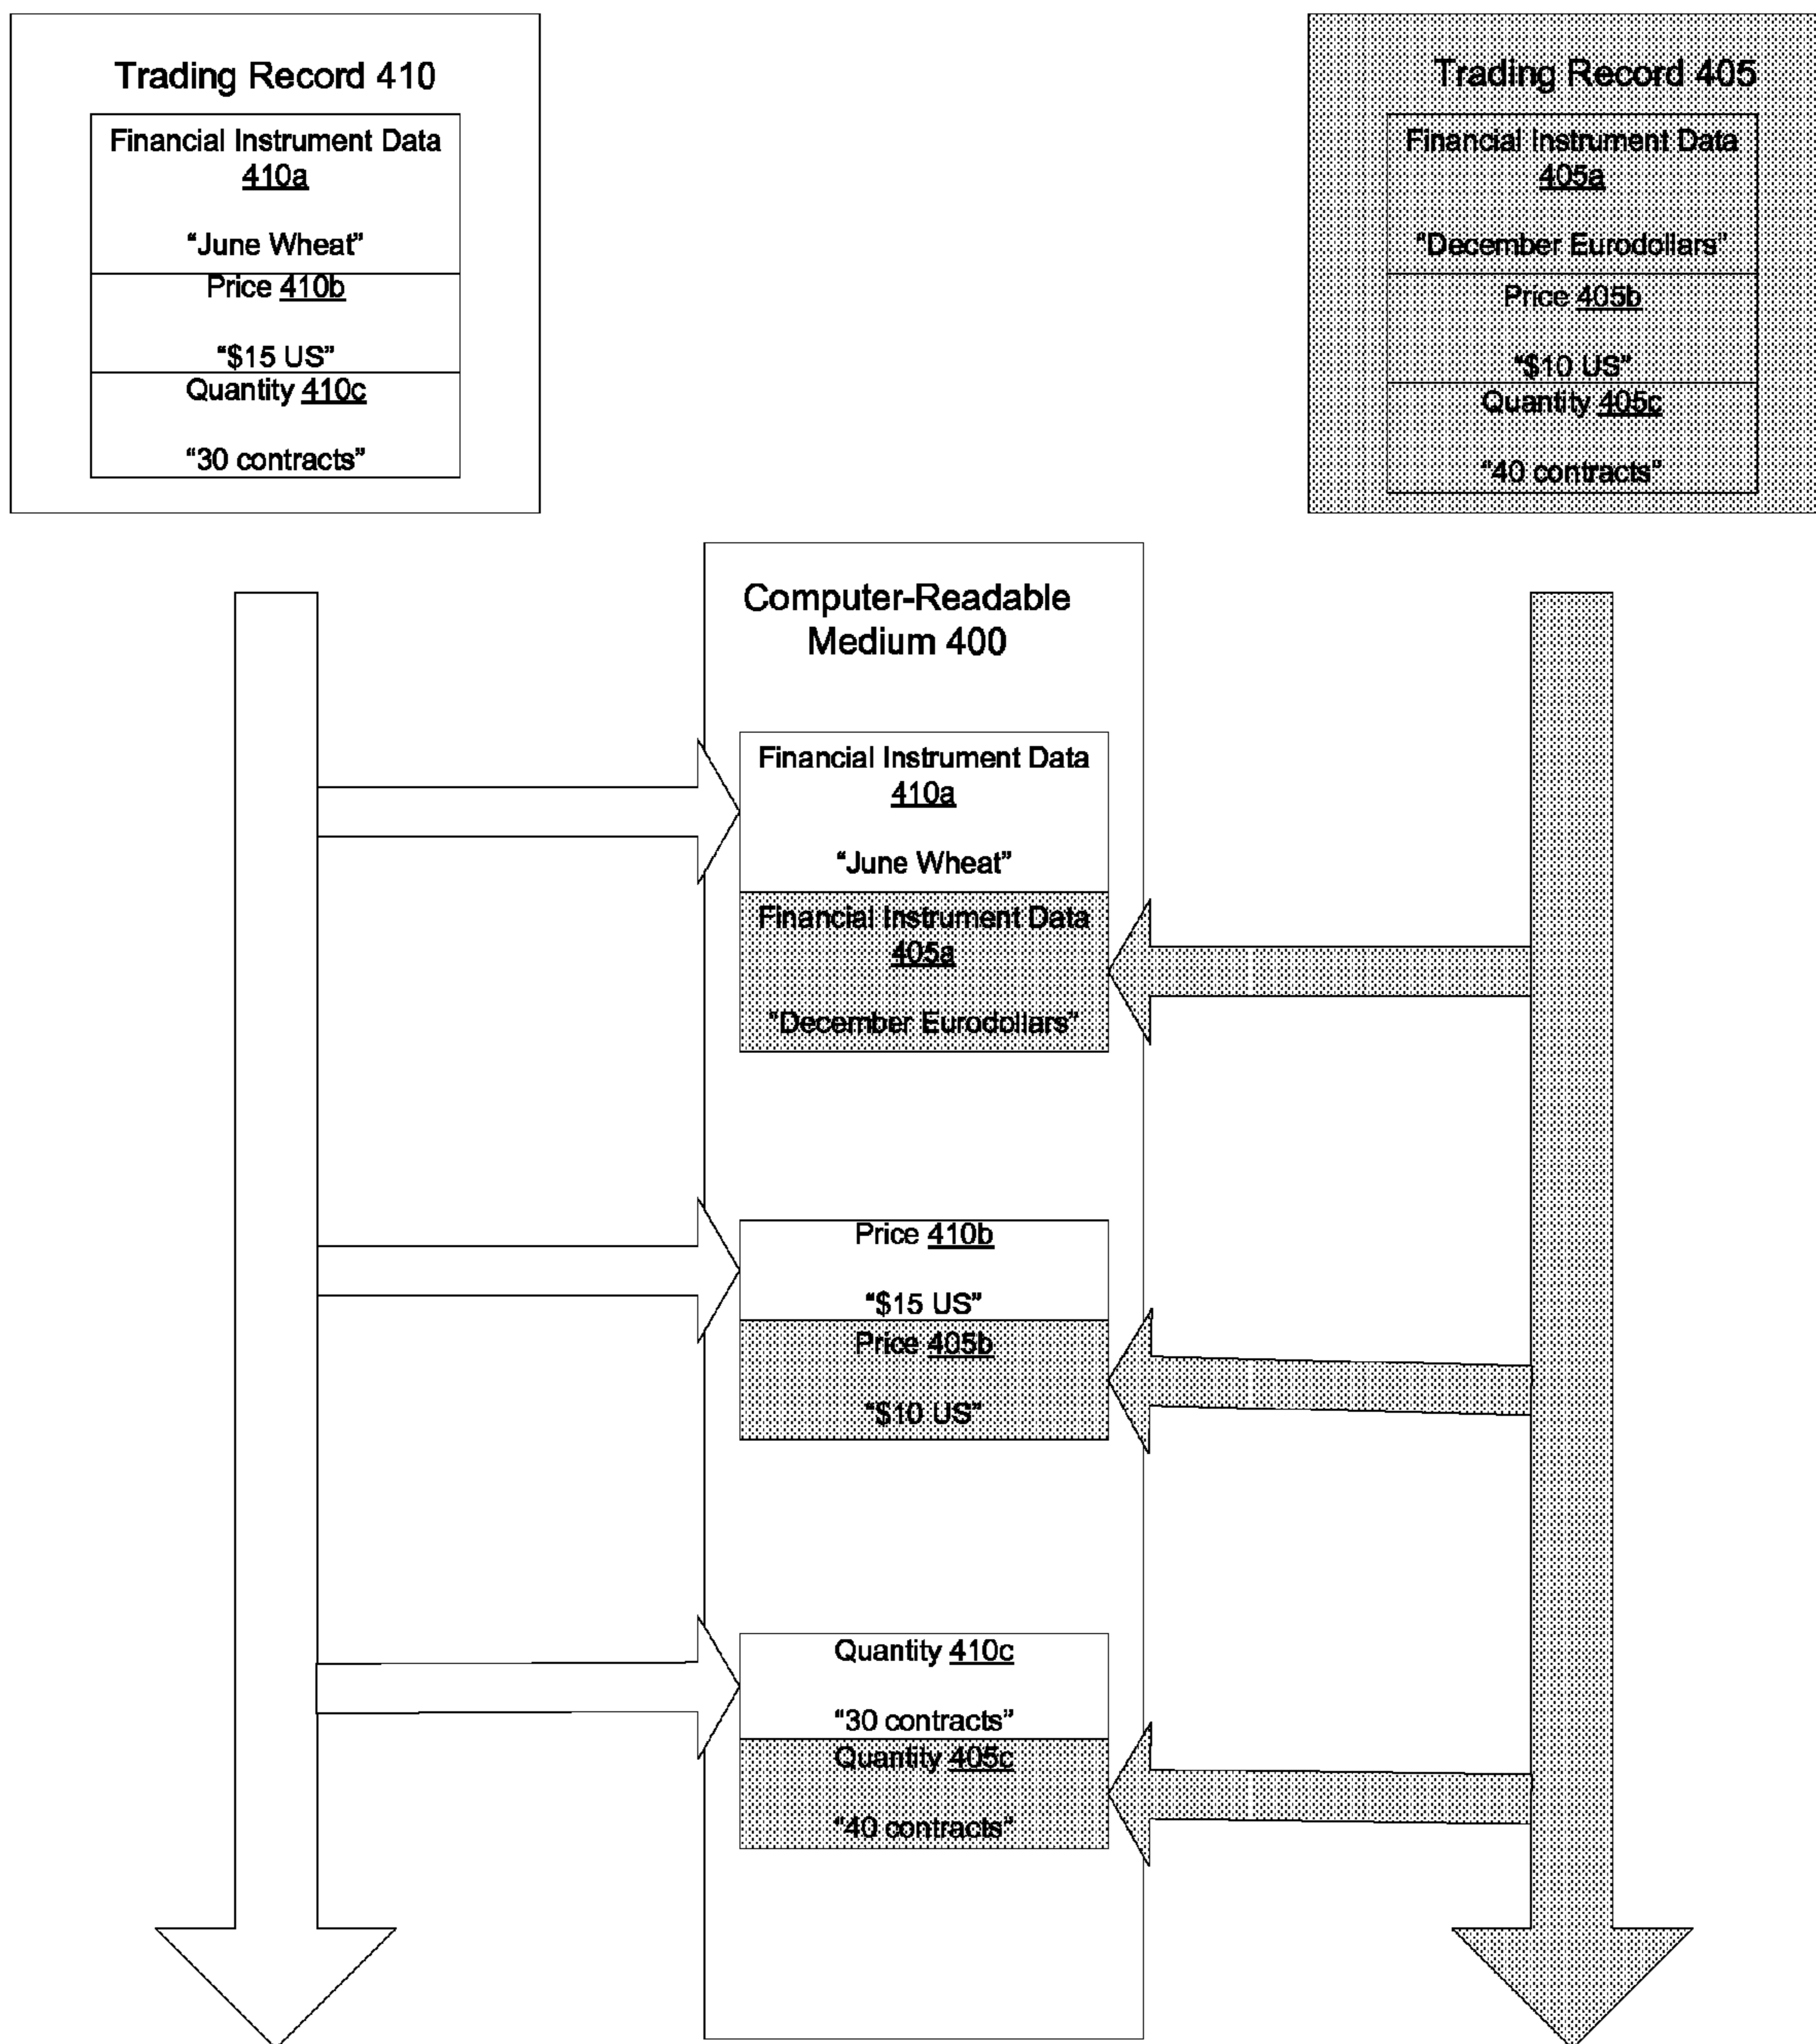 Trading Record 410
Financial Instrument Data
410a
“June Wheat”
Price 410b
“$15 US”
Quantity 410c
“30 contracts”
Trading Record 405
Financial Instrument Data
405a
“December Eurodollars”
Price 405b
“$10 US”
Quantity 405c
“40 contracts”
Computer-Readable
Medium 400
Financial Instrument Data
410a
“June Wheat”
Financial Instrument Data
405a
“December Eurodollars”
Price 410b
“$15 US”
Price 405b
“$10 US”
Quantity 410c
“30 contracts”
Quantity 405c
“40 contracts”